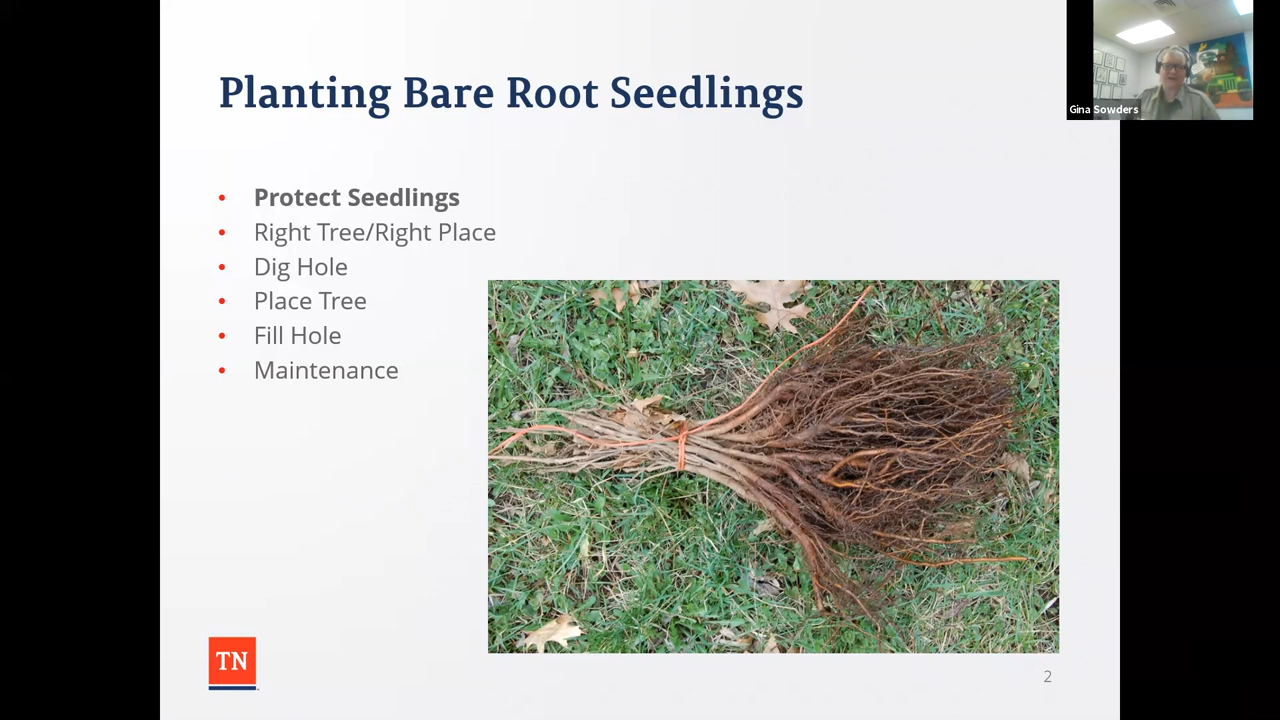 Planting Bare Root Seedlings
Gina Sowders
• Protect Seedlings
• Right Tree/Right Place
• Dig Hole
• Place Tree
• Fill Hole
• Maintenance
TN
2